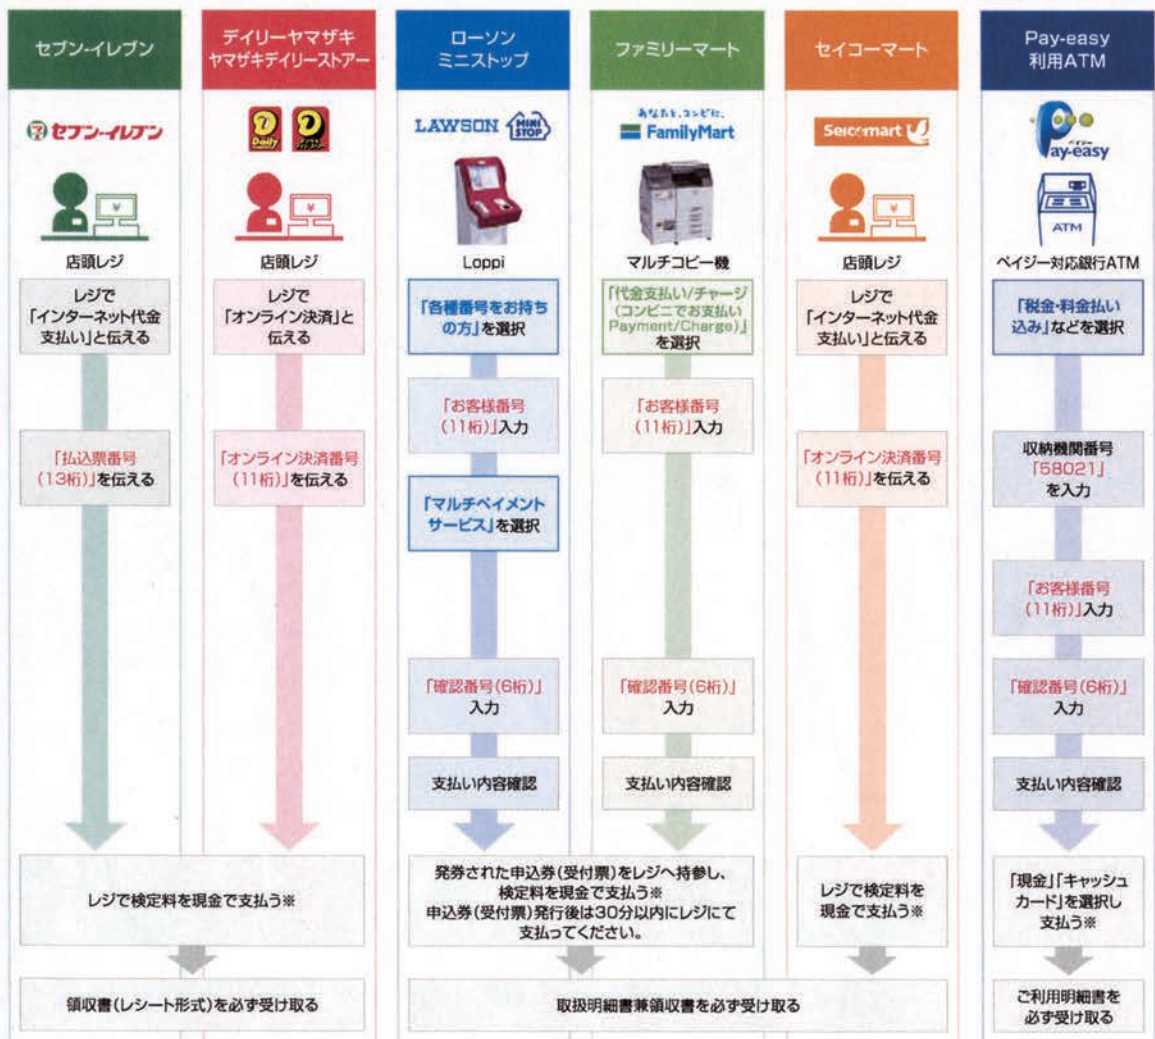 セブン-イレブン
デイリーヤマザキ
ヤマザキデイリーストアー
ローソン
ミニストップ
ファミリーマート
セイコーマート
Pay-easy
利用ATM
セブン-イレブン
Daily
LAWSON
MINI
STOP
あなたと、コンビに、
FamilyMart
Seicomart
ペイジー
Pay-easy
¥
¥
¥
ATM
店頭レジ
店頭レジ
Loppi
マルチコピー機
店頭レジ
ペイジー対応銀行ATM
レジで
「インターネット代金
支払い」と伝える
レジで
「オンライン決済」と
伝える
「各種番号をお持ち
の方」を選択
「代金支払い/チャージ
(コンビニでお支払い
Payment/Charge)」
を選択
レジで
「インターネット代金
支払い」と伝える
「税金・料金払い
込み」などを選択
「お客様番号
(11桁)」入力
「お客様番号
(11桁)」入力
「払込票番号
(13桁)」を伝える
「オンライン決済番号
(11桁)」を伝える
「マルチペイメント
サービス」を選択
「オンライン決済番号
(11桁)」を伝える
収納機関番号
「58021」
を入力
「お客様番号
(11桁)」入力
「確認番号(6桁)」
入力
「確認番号(6桁)」
入力
「確認番号(6桁)」
入力
支払い内容確認
支払い内容確認
支払い内容確認
レジで検定料を現金で支払う※
発券された申込券(受付票)をレジへ持参し、
検定料を現金で支払う※
申込券(受付票)発行後は30分以内にレジにて
支払ってください。
レジで検定料を
現金で支払う※
「現金」「キャッシュ
カード」を選択し
支払う※
領収書(レシート形式)を必ず受け取る
取扱明細書兼領収書を必ず受け取る
ご利用明細書を
必ず受け取る